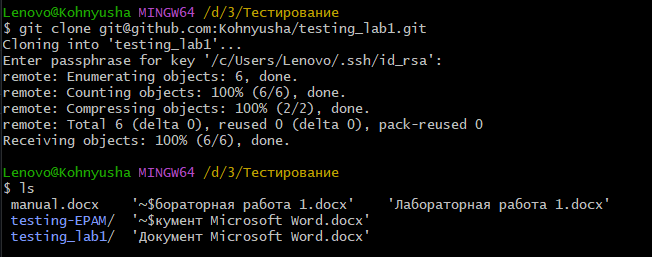 Lenovo@Kohnyusha MINGW64 /d/3/Тестирование
$ git clone git@github.com:Kohnyusha/testing_lab1.git
Cloning into 'testing_lab1'...
Enter passphrase for key '/c/Users/Lenovo/.ssh/id_rsa':
remote: Enumerating objects: 6, done.
remote: Counting objects: 100% (6/6), done.
remote: Compressing objects: 100% (2/2), done.
remote: Total 6 (delta 0), reused 0 (delta 0), pack-reused 0
Receiving objects: 100% (6/6), done.
Lenovo@Kohnyusha MINGW64 /d/3/Тестирование
$ ls
manual.docx '~$бораторная работа 1.docx' 'Лабораторная работа 1.docx'
testing-EPAM/ '~$кумент Microsoft Word.docx'
testing_lab1/ 'Документ Microsoft Word.docx'